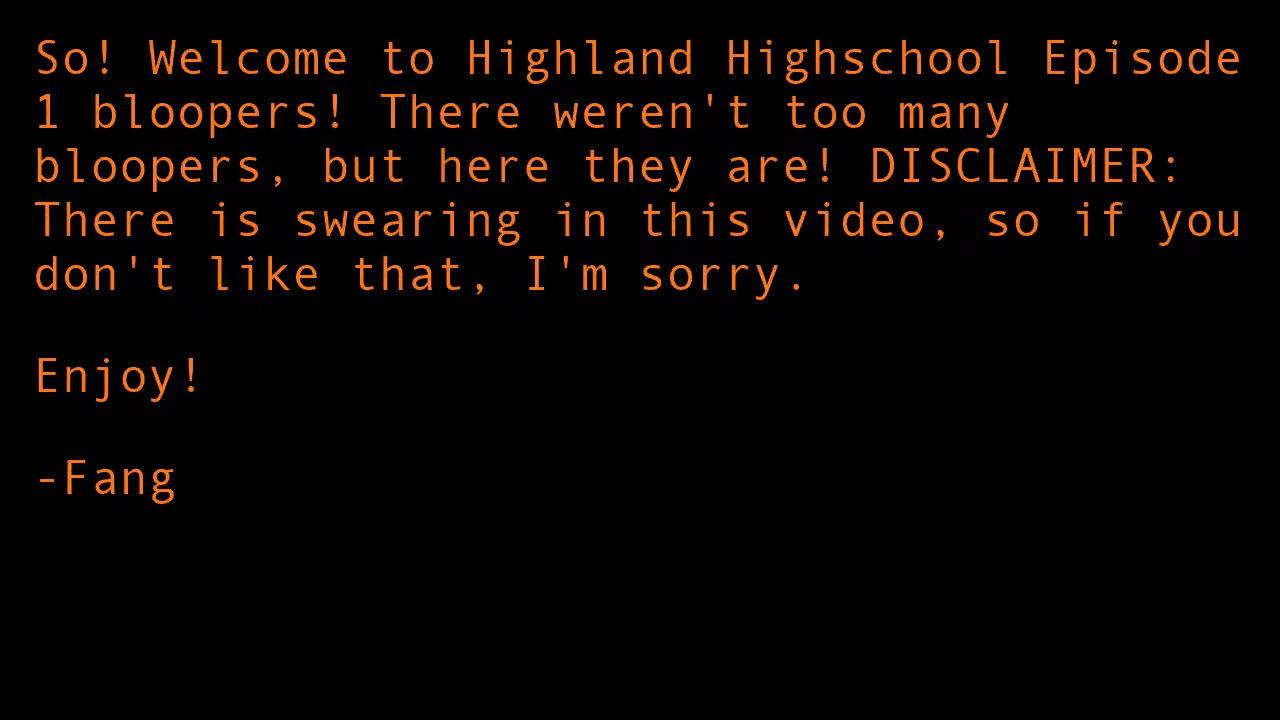 So! Welcome to Highland Highschool Episode
1 bloopers! There weren't too many
bloopers, but here they are! DISCLAIMER:
There is swearing in this video, so if you
don't like that, I'm sorry.
Enjoy!
-Fang